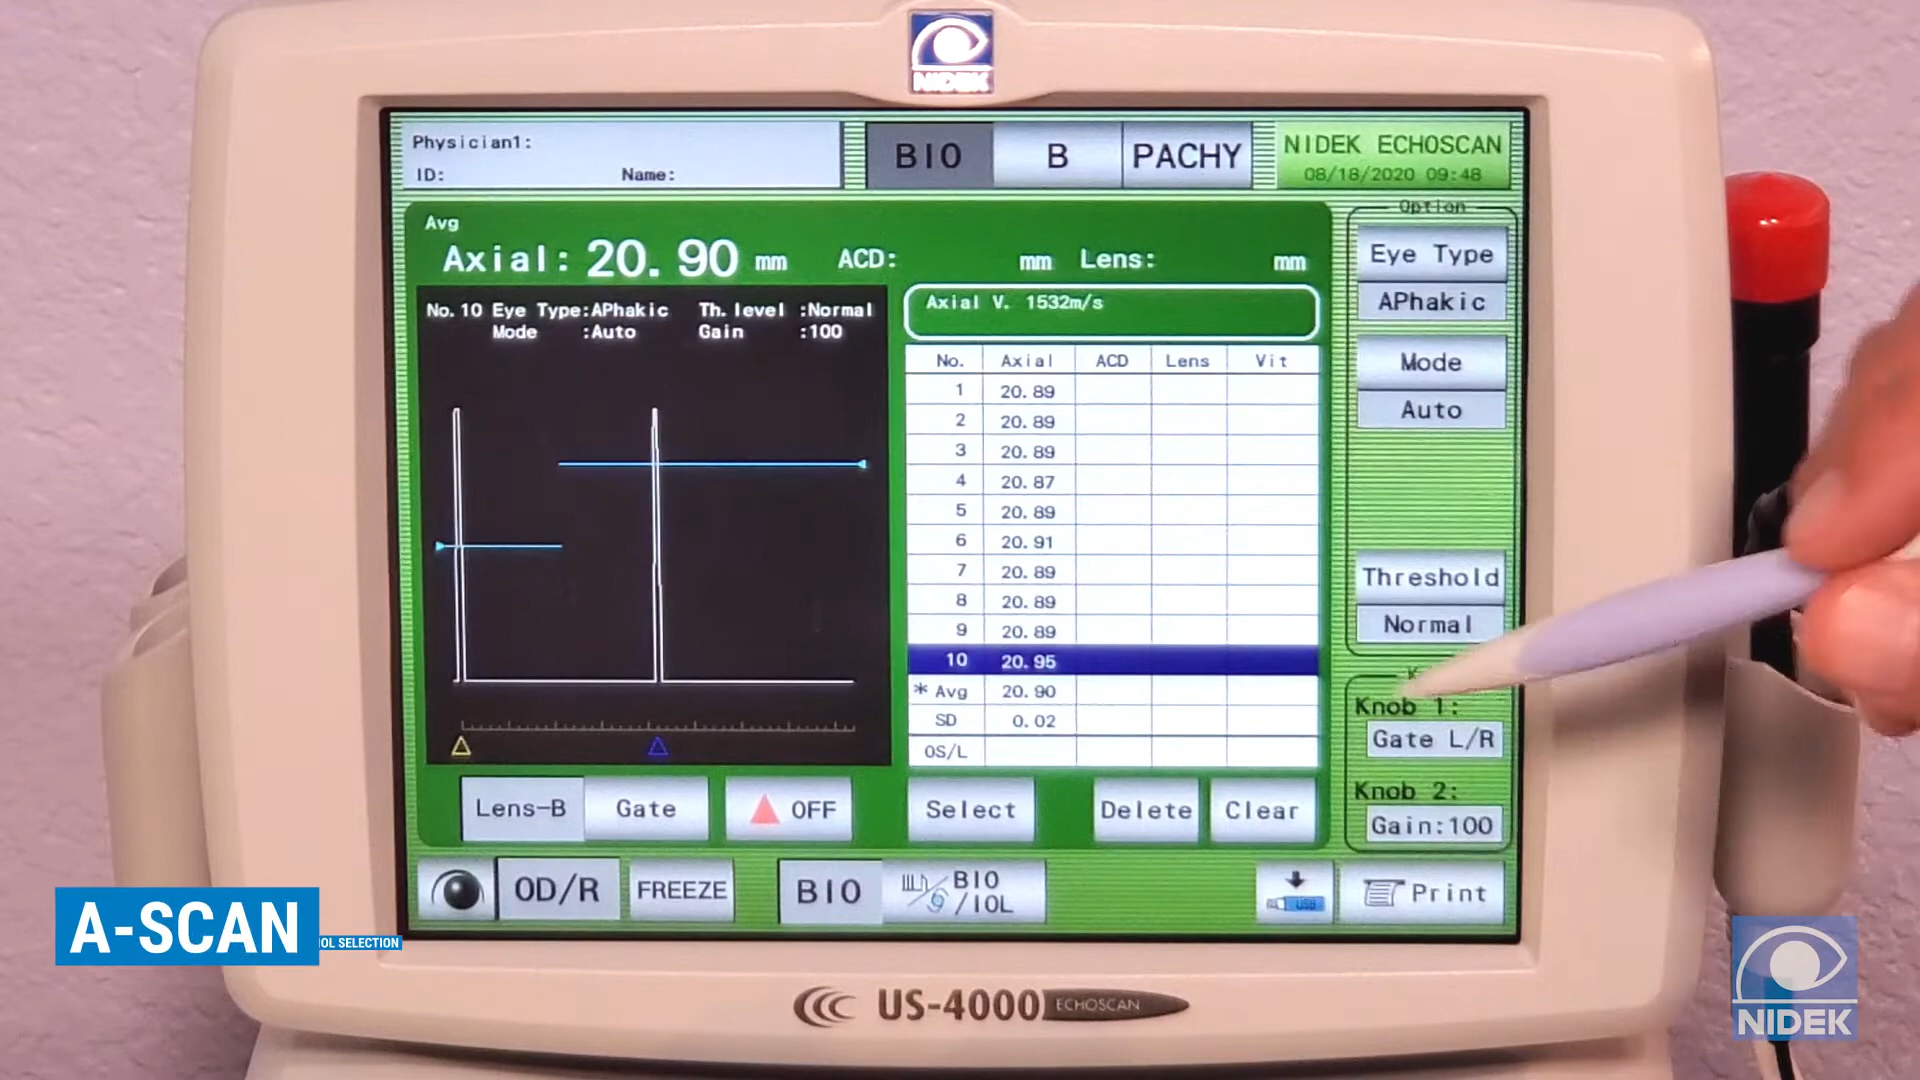 NIDEK
Physician1:
ID: Name:
BIO B PACHY
NIDEK ECHOSCAN
08/18/2020 09:48
Avg
Axial: 20.90 mm ACD: mm Lens: mm
No.10 Eye Type:APhakic Th.level :Normal
Mode :Auto Gain :100
Axial V. 1532m/s
No. Axial ACD Lens Vit
1 20.89
2 20.89
3 20.89
4 20.87
5 20.89
6 20.91
7 20.89
8 20.89
9 20.89
10 20.95
* Avg 20.90
SD 0.02
OS/L
Option
Eye Type
APhakic
Mode
Auto
Threshold
Normal
Knob 1:
Gate L/R
Knob 2:
Gain:100
Lens-B Gate OFF Select Delete Clear
OD/R FREEZE BIO BIO/IOL USB Print
A-SCAN
IOL SELECTION
US-4000 ECHOSCAN
NIDEK